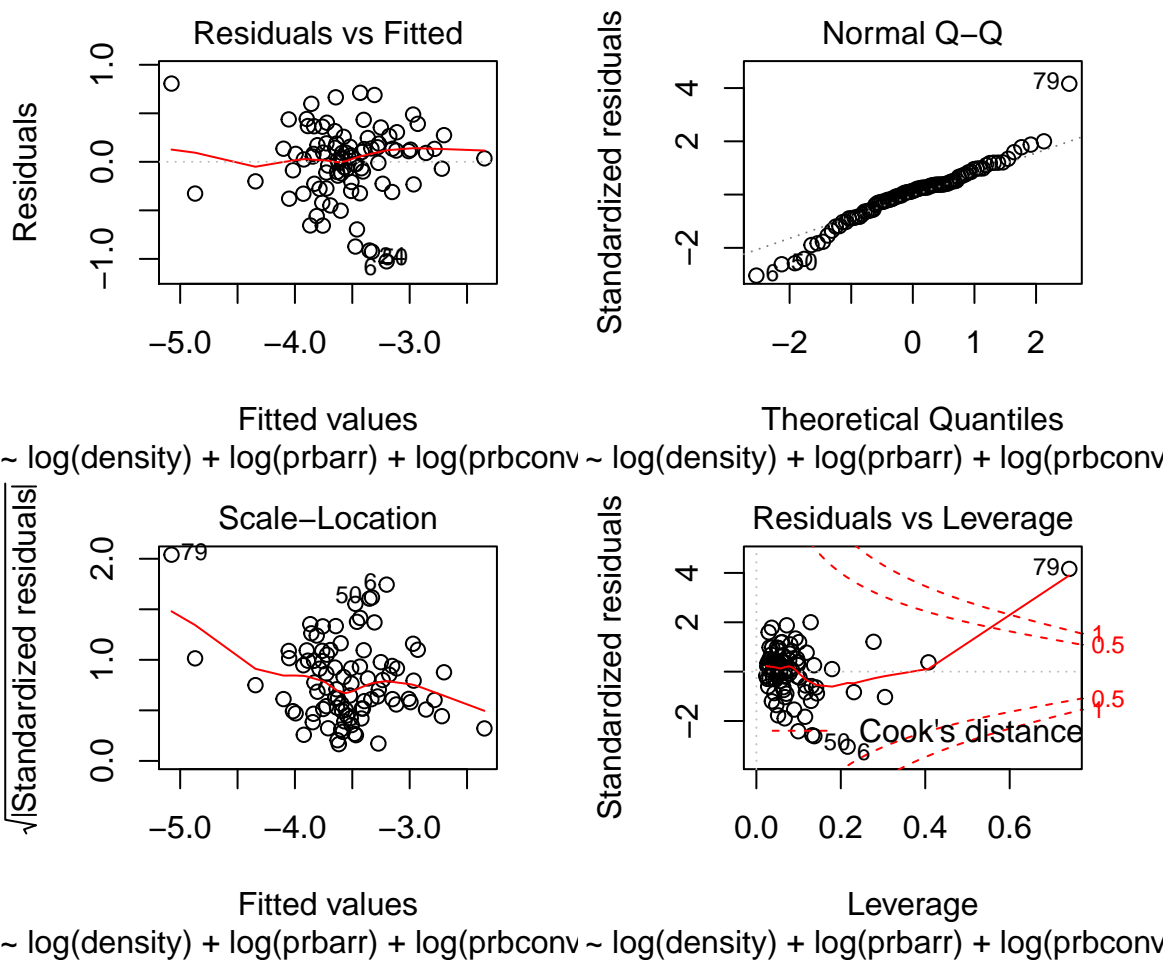 Residuals vs Fitted
Residuals
1.0
0.0
−1.0
6
50
−5.0 −4.0 −3.0
Fitted values
~ log(density) + log(prbarr) + log(prbconv
Normal Q−Q
Standardized residuals
4
2
−2
79
6
50
−2 0 1 2
Theoretical Quantiles
~ log(density) + log(prbarr) + log(prbconv
Scale−Location
√|Standardized residuals|
2.0
1.0
0.0
79
6
50
−5.0 −4.0 −3.0
Fitted values
~ log(density) + log(prbarr) + log(prbconv
Residuals vs Leverage
Standardized residuals
4
2
−2
79
1
0.5
0.5
1
50
6
Cook's distance
0.0 0.2 0.4 0.6
Leverage
~ log(density) + log(prbarr) + log(prbconv